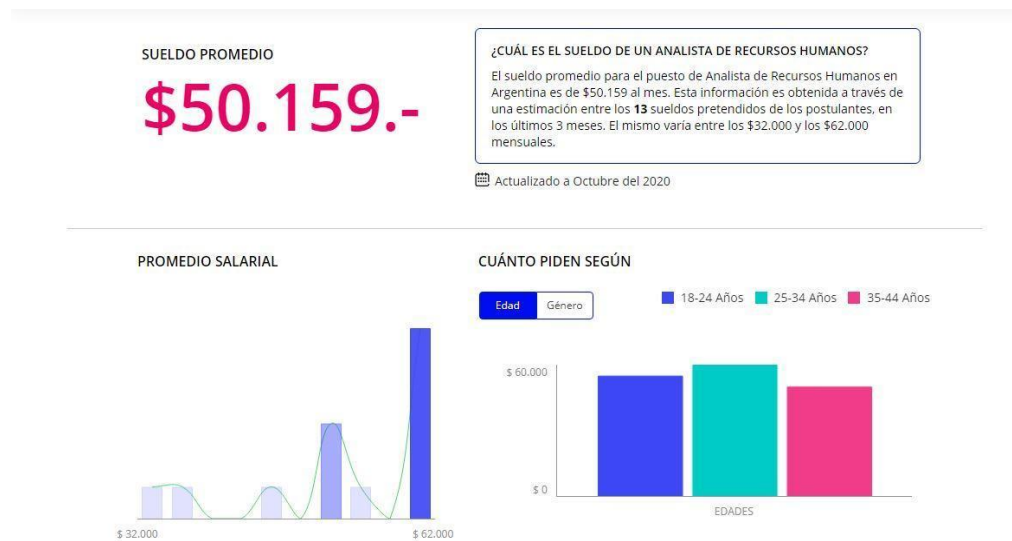 SUELDO PROMEDIO
$50.159.-
¿CUÁL ES EL SUELDO DE UN ANALISTA DE RECURSOS HUMANOS?
El sueldo promedio para el puesto de Analista de Recursos Humanos en
Argentina es de $50.159 al mes. Esta información es obtenida a través de
una estimación entre los 13 sueldos pretendidos de los postulantes, en
los últimos 3 meses. El mismo varía entre los $32.000 y los $62.000
mensuales.
Actualizado a Octubre del 2020
PROMEDIO SALARIAL
$ 32.000
$ 62.000
CUÁNTO PIDEN SEGÚN
Edad
Género
18-24 Años
25-34 Años
35-44 Años
$ 60.000
$ 0
EDADES